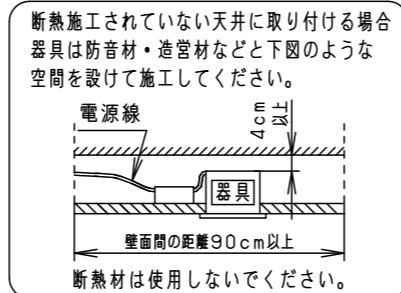 断熱施工されていない天井に取り付ける場合
器具は防音材・造営材などと下図のような
空間を設けて施工してください。
電源線
4cm以上
器具
壁面間の距離90cm以上
断熱材は使用しないでください。